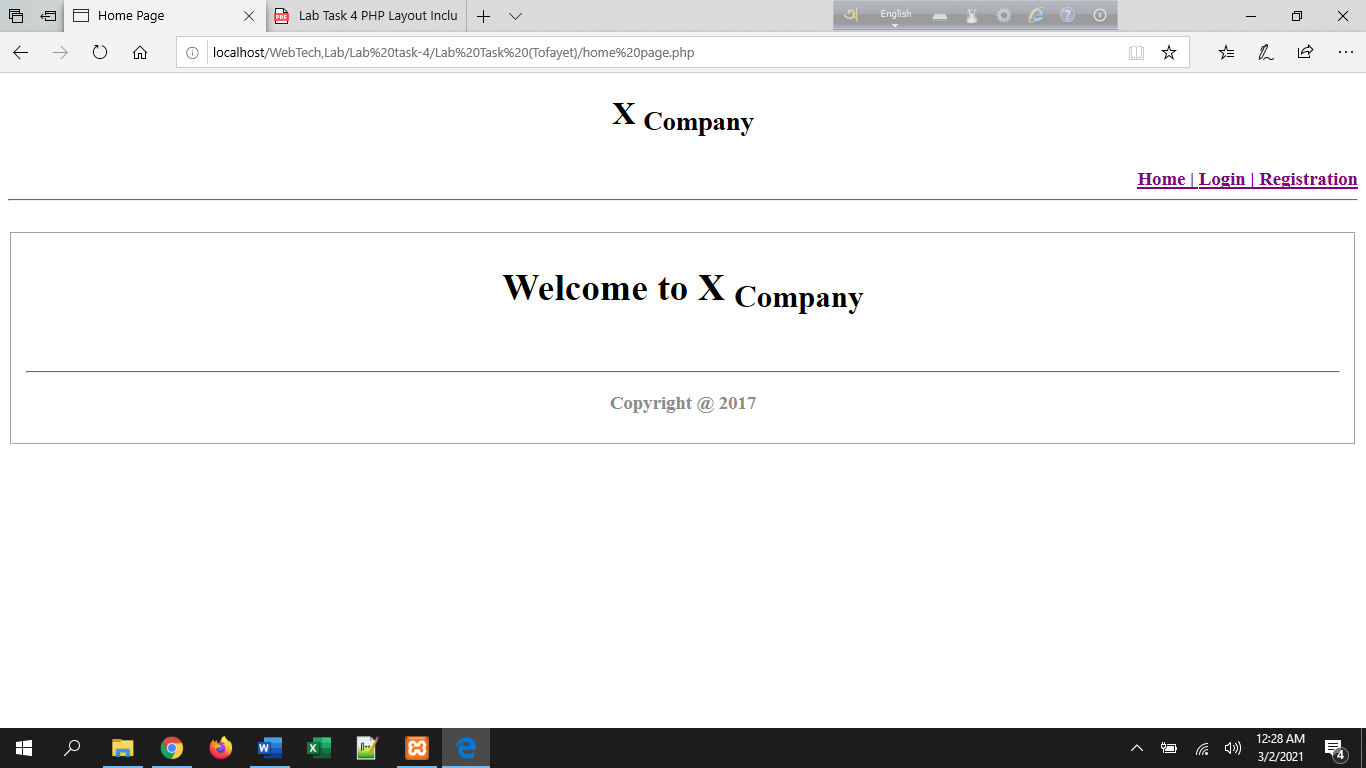 Home Page
Lab Task 4 PHP Layout Inclu
English
localhost/WebTech,Lab/Lab%20task-4/Lab%20Task%20(Tofayet)/home%20page.php
X Company
Home | Login | Registration
Welcome to X Company
Copyright @ 2017
12:28 AM
3/2/2021
4